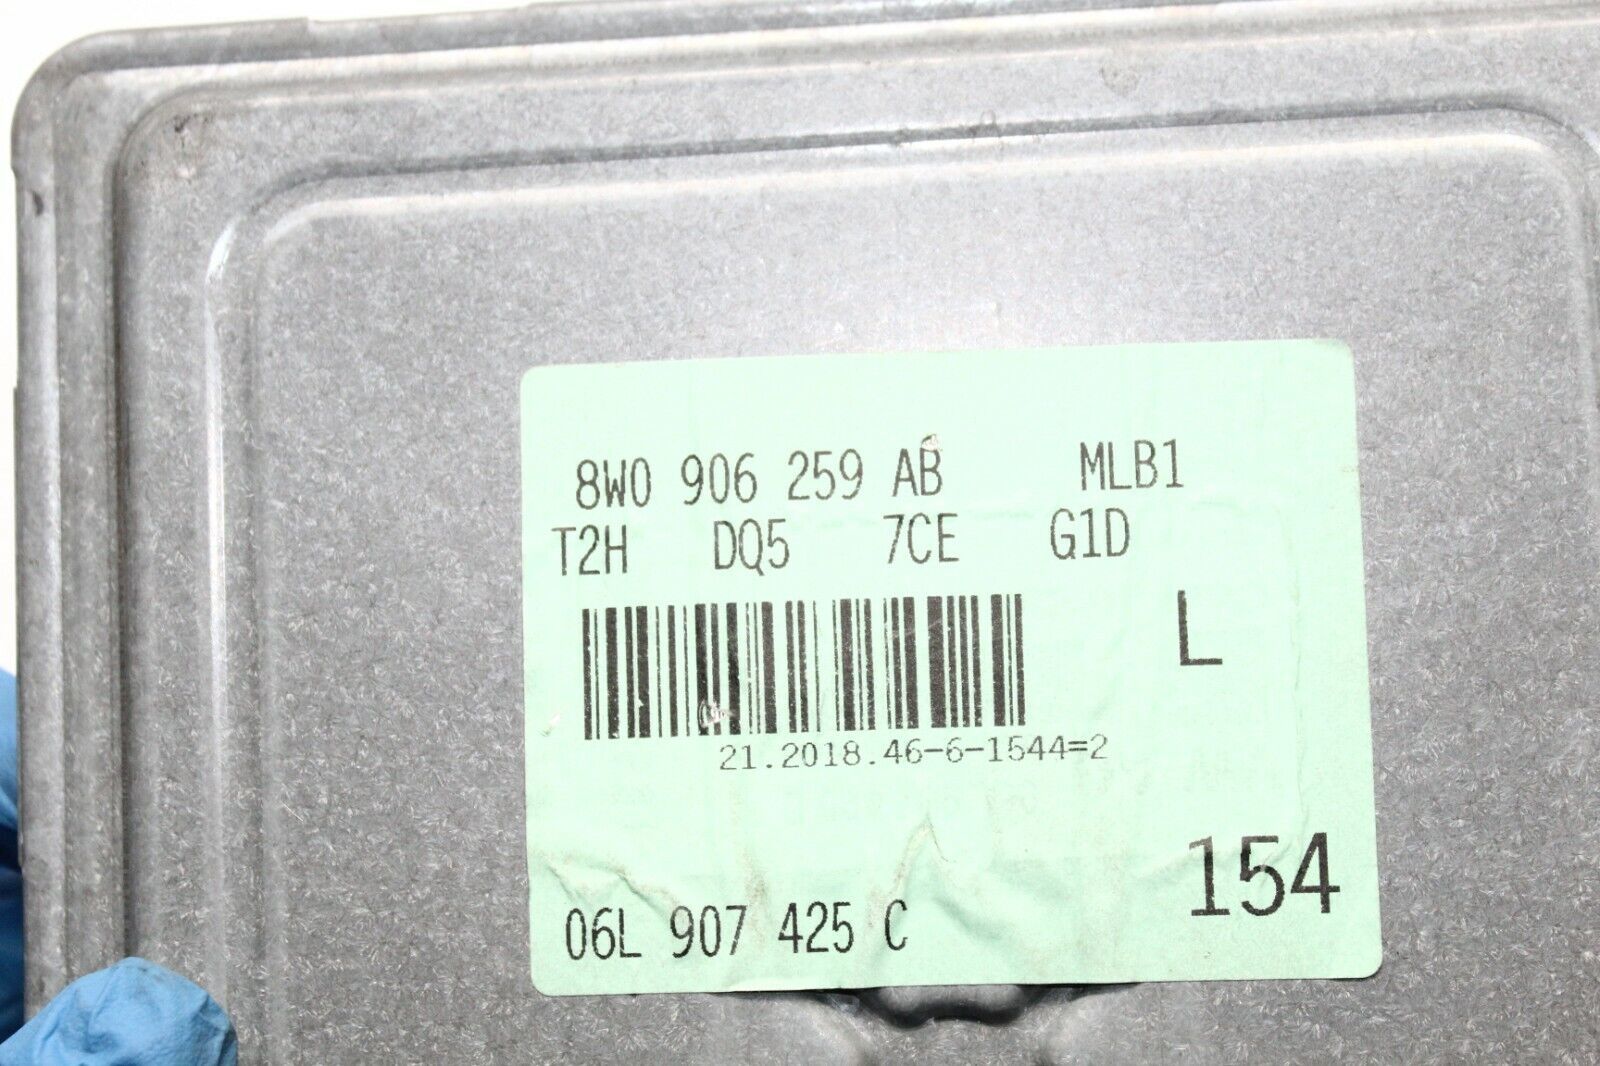 8W0 906 259 AB MLB1
T2H DQ5 7CE G1D
L
21.2018.46-6-1544=2
154
06L 907 425 C